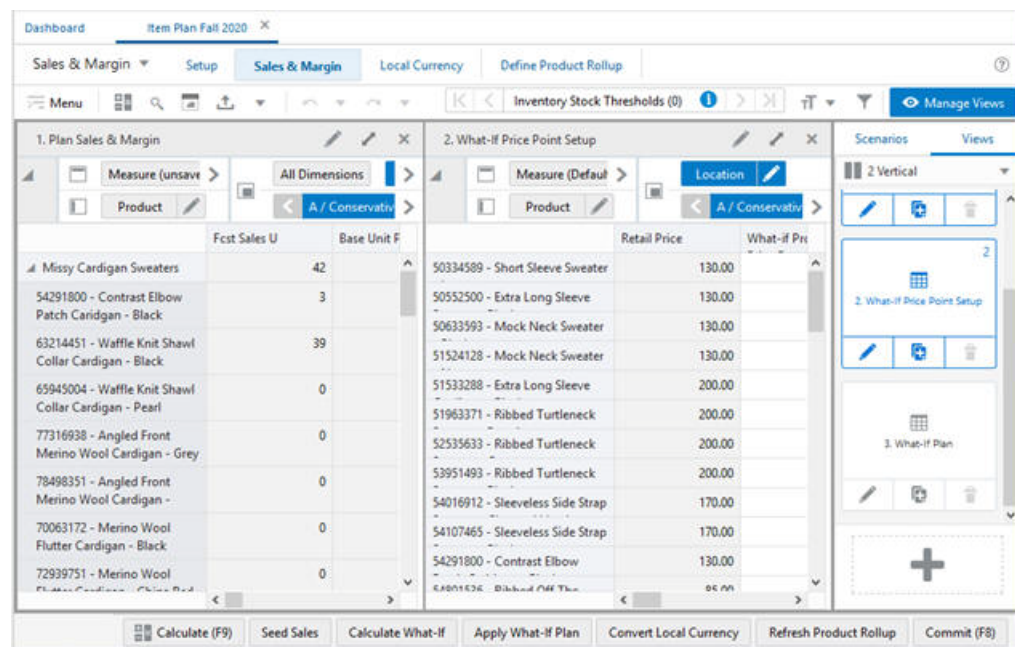 Dashboard
Item Plan Fall 2020
Sales & Margin
Setup
Sales & Margin
Local Currency
Define Product Rollup
Menu
Inventory Stock Thresholds (0)
Manage Views
1. Plan Sales & Margin
Measure (unsave
All Dimensions
Product
A / Conservativ
Fcst Sales U
Base Unit F
Missy Cardigan Sweaters
42
54291800 - Contrast Elbow
Patch Caridgan - Black
3
63214451 - Waffle Knit Shawl
Collar Cardigan - Black
39
65945004 - Waffle Knit Shawl
Collar Cardigan - Pearl
0
77316938 - Angled Front
Merino Wool Cardigan - Grey
0
78498351 - Angled Front
Merino Wool Cardigan -
0
70063172 - Merino Wool
Flutter Cardigan - Black
0
72939751 - Merino Wool
0
2. What-If Price Point Setup
Measure (Defaul
Location
Product
A / Conservativ
Retail Price
What-if Pro
50334589 - Short Sleeve Sweater
130.00
50552500 - Extra Long Sleeve
130.00
50633593 - Mock Neck Sweater
130.00
51524128 - Mock Neck Sweater
130.00
51533288 - Extra Long Sleeve
200.00
51963371 - Ribbed Turtleneck
200.00
52535633 - Ribbed Turtleneck
200.00
53951493 - Ribbed Turtleneck
200.00
54016912 - Sleeveless Side Strap
170.00
54107465 - Sleeveless Side Strap
170.00
54291800 - Contrast Elbow
130.00
54801526 - Ribbed Off The
85.00
Scenarios
Views
2 Vertical
2
2. What-If Price Point Setup
3. What-If Plan
Calculate (F9)
Seed Sales
Calculate What-If
Apply What-If Plan
Convert Local Currency
Refresh Product Rollup
Commit (F8)